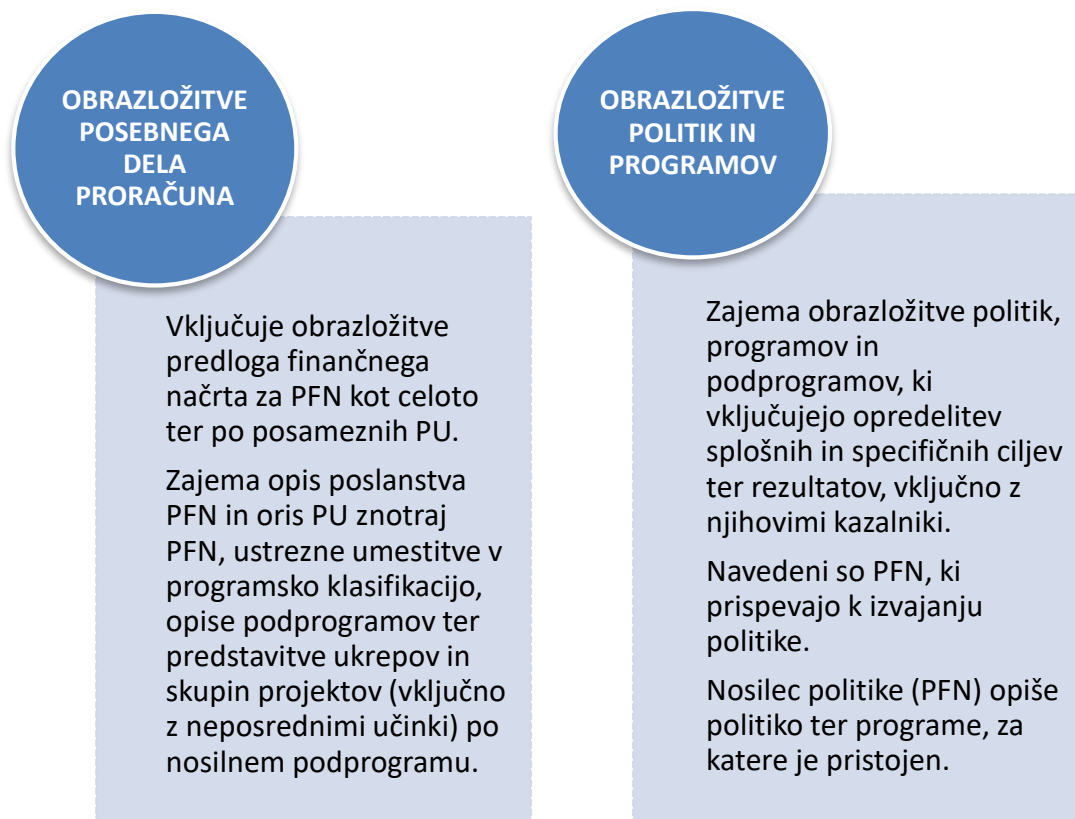 OBRAZLOŽITVE
POSEBNEGA
DELA
PRORAČUNA
Vključuje obrazložitve
predloga finančnega
načrta za PFN kot celoto
ter po posameznih PU.
Zajema opis poslanstva
PFN in oris PU znotraj
PFN, ustrezne umestitve v
programsko klasifikacijo,
opise podprogramov ter
predstavitve ukrepov in
skupin projektov (vključno
z neposrednimi učinki) po
nosilnem podprogramu.
OBRAZLOŽITVE
POLITIK IN
PROGRAMOV
Zajema obrazložitve politik,
programov in
podprogramov, ki
vključujejo opredelitev
splošnih in specifičnih ciljev
ter rezultatov, vključno z
njihovimi kazalniki.
Navedeni so PFN, ki
prispevajo k izvajanju
politike.
Nosilec politike (PFN) opiše
politiko ter programe, za
katere je pristojen.